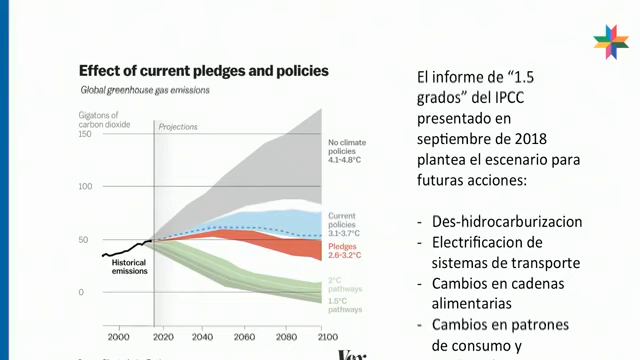 Effect of current pledges and policies
Global greenhouse gas emissions
Gigatons of
carbon dioxide
150
Projections
100
50
0
No climate
policies
4.1-4.8°C
Current
policies
3.1-3.7°C
Pledges
2.6-3.2°C
2°C
pathways
1.5°C
pathways
Historical
emissions
2000
2020
2040
2060
2080
2100
Vox
El informe de “1.5
grados” del IPCC
presentado en
septiembre de 2018
plantea el escenario para
futuras acciones:
- Des-hidrocarburizacion
- Electrificacion de
sistemas de transporte
- Cambios en cadenas
alimentarias
- Cambios en patrones
de consumo y